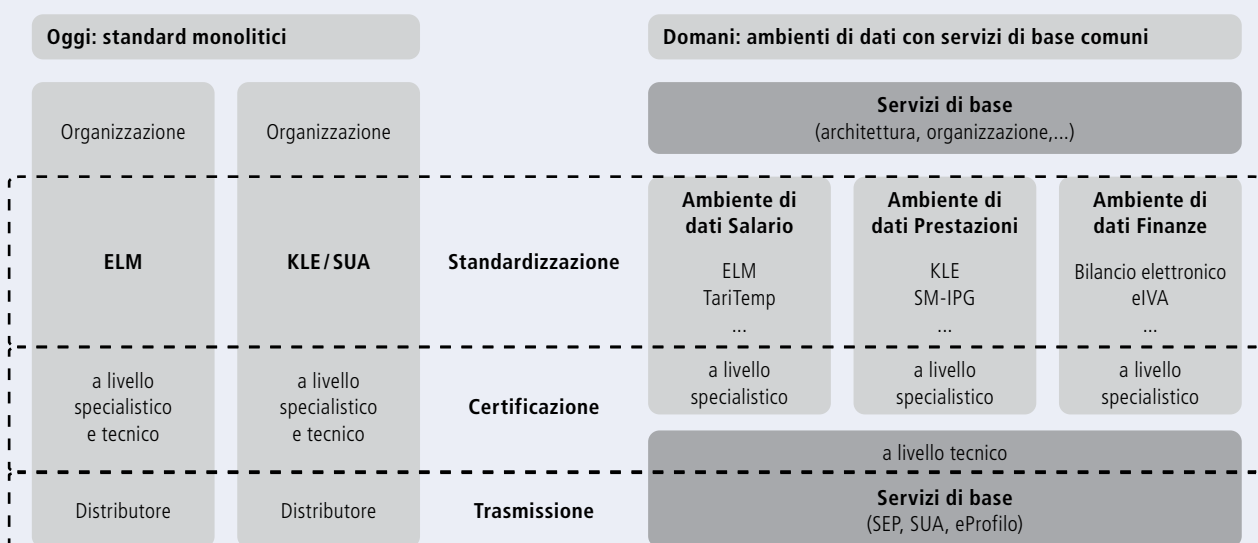 Oggi: standard monolitici
Domani: ambienti di dati con servizi di base comuni
Organizzazione
Organizzazione
Servizi di base
(architettura, organizzazione,...)
ELM
KLE/SUA
Standardizzazione
Ambiente di
dati Salario
ELM
TariTemp
...
Ambiente di
dati Prestazioni
KLE
SM-IPG
...
Ambiente di
dati Finanze
Bilancio elettronico
eIVA
...
a livello
specialistico
e tecnico
a livello
specialistico
e tecnico
Certificazione
a livello
specialistico
a livello
specialistico
a livello
specialistico
a livello tecnico
Distributore
Distributore
Trasmissione
Servizi di base
(SEP, SUA, eProfilo)